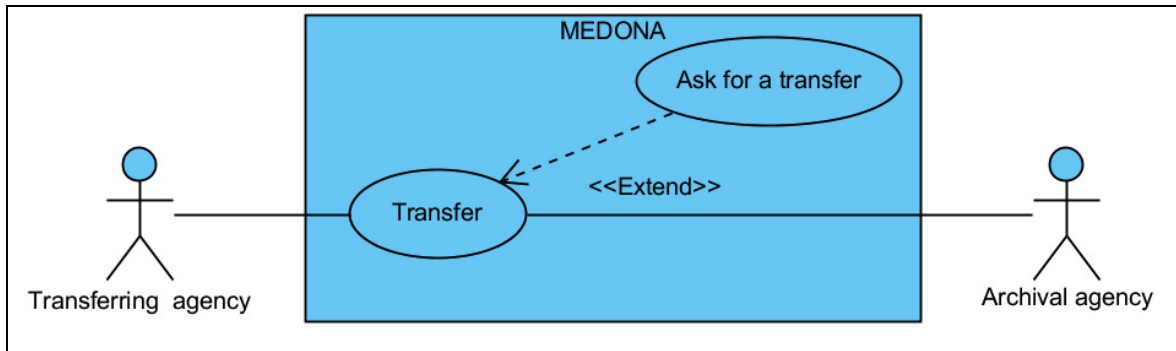 MEDONA
Ask for a transfer
<<Extend>>
Transfer
Transferring agency
Archival agency